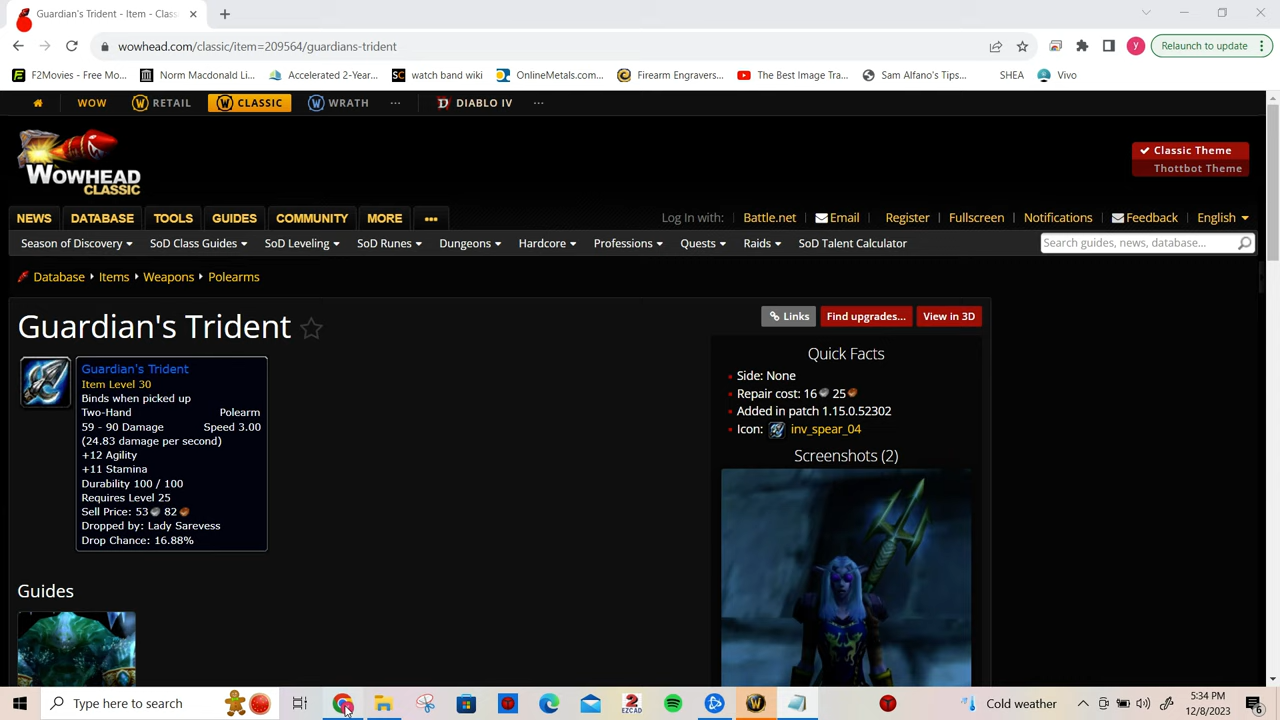 Guardian's Trident - Item - Class
wowhead.com/classic/item=209564/guardians-trident
Relaunch to update
F2Movies - Free Mo...
Norm Macdonald Li...
Accelerated 2-Year...
watch band wiki
OnlineMetals.com...
Firearm Engravers...
The Best Image Tra...
Sam Alfano's Tips...
SHEA
Vivo
WOW RETAIL CLASSIC WRATH ... DIABLO IV ...
WOWHEAD
CLASSIC
Classic Theme
Thottbot Theme
NEWS DATABASE TOOLS GUIDES COMMUNITY MORE ...
Log In with: Battle.net Email Register Fullscreen Notifications Feedback English
Season of Discovery SoD Class Guides SoD Leveling SoD Runes Dungeons Hardcore Professions Quests Raids SoD Talent Calculator
Search guides, news, database...
Database Items Weapons Polearms
Guardian's Trident
Links Find upgrades... View in 3D
Guardian's Trident
Item Level 30
Binds when picked up
Two-Hand Polearm
59 - 90 Damage Speed 3.00
(24.83 damage per second)
+12 Agility
+11 Stamina
Durability 100 / 100
Requires Level 25
Sell Price: 53 82
Dropped by: Lady Sarevess
Drop Chance: 16.88%
Quick Facts
Side: None
Repair cost: 16 25
Added in patch 1.15.0.52302
Icon: inv_spear_04
Screenshots (2)
Guides
Type here to search
EZCAD
Cold weather
5:34 PM
12/8/2023
6